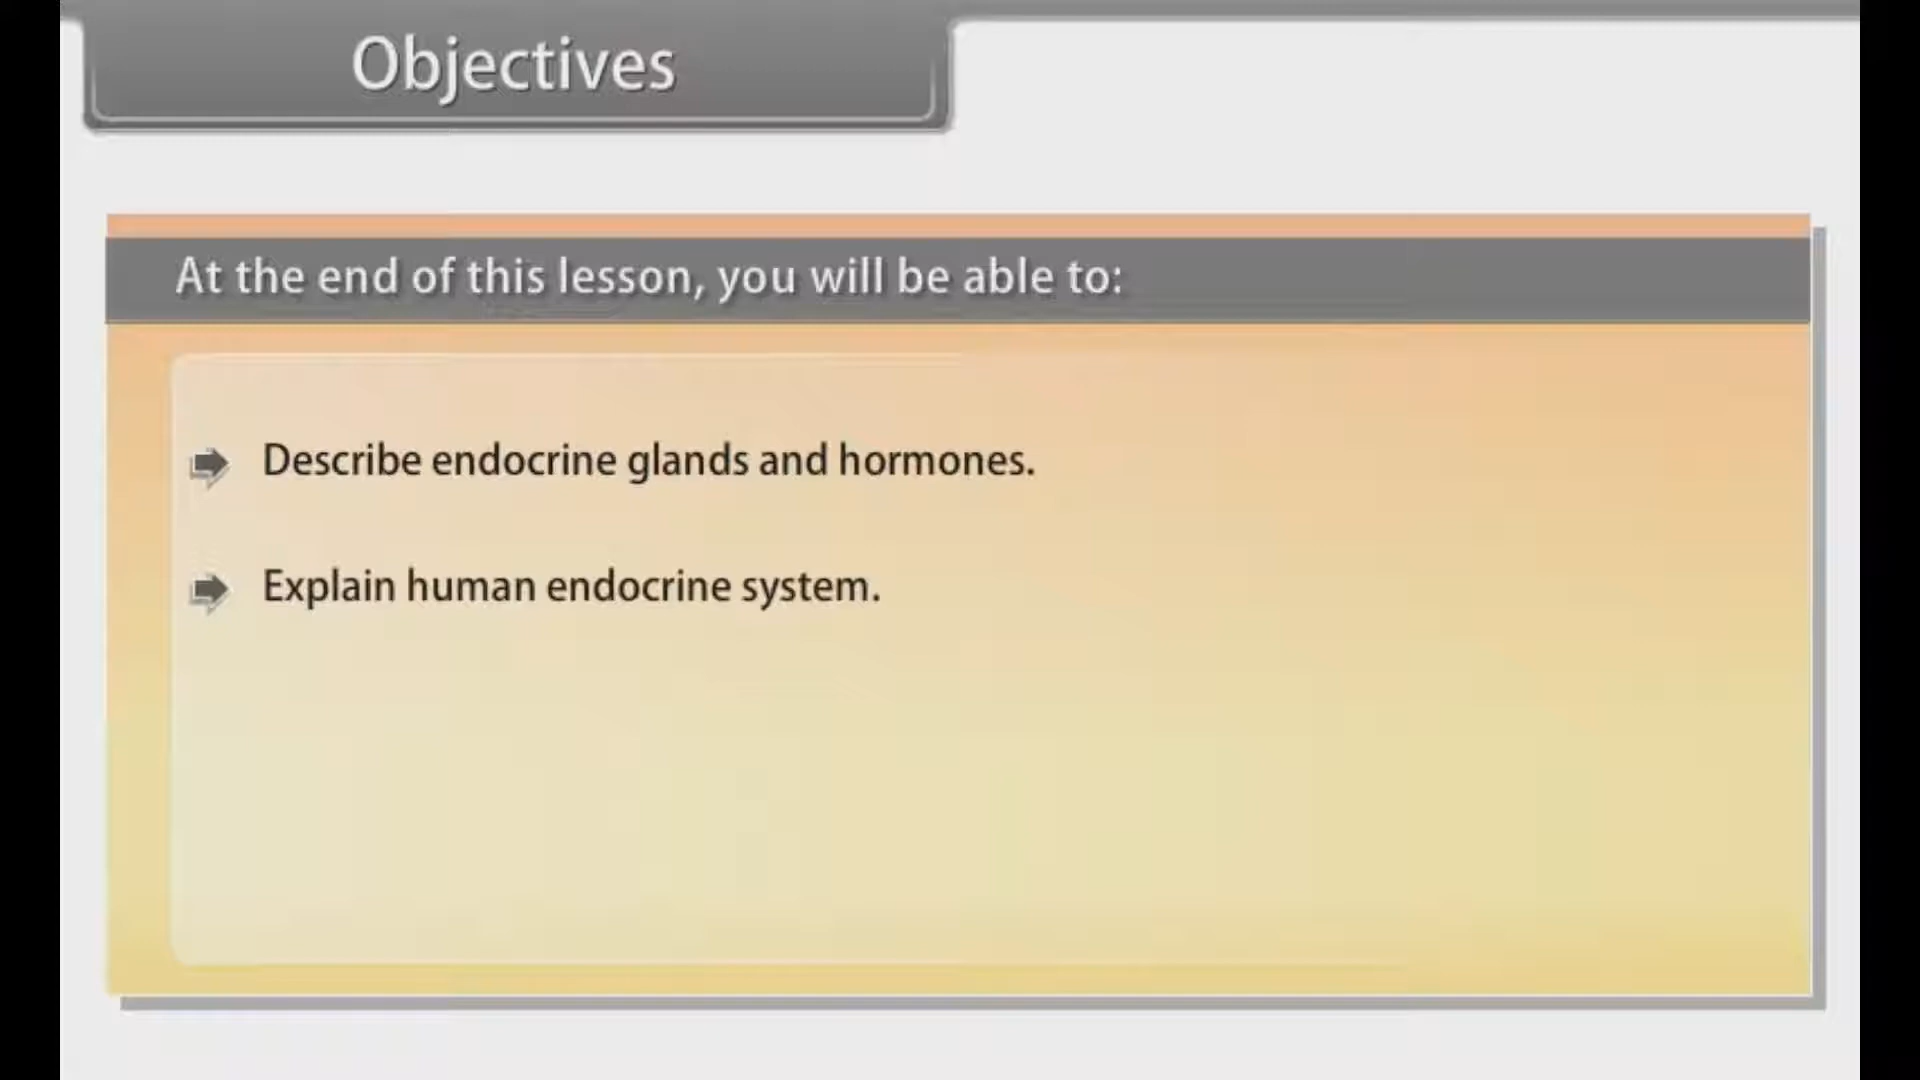 Objectives
At the end of this lesson, you will be able to:
Describe endocrine glands and hormones.
Explain human endocrine system.